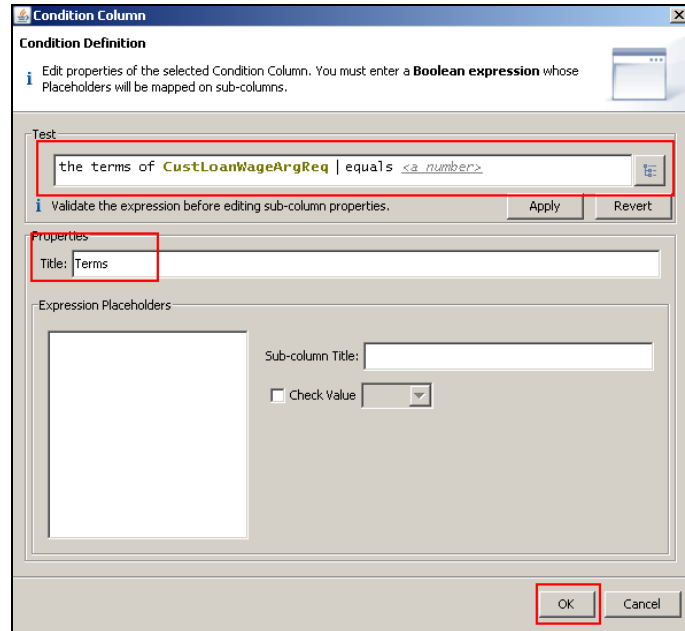 Condition Column
Condition Definition
i Edit properties of the selected Condition Column. You must enter a Boolean expression whose
Placeholders will be mapped on sub-columns.
Test
the terms of CustLoanWageArgReq equals <a number>
i Validate the expression before editing sub-column properties.
Apply
Revert
Properties
Title: Terms
Expression Placeholders
Sub-column Title:
Check Value
OK
Cancel